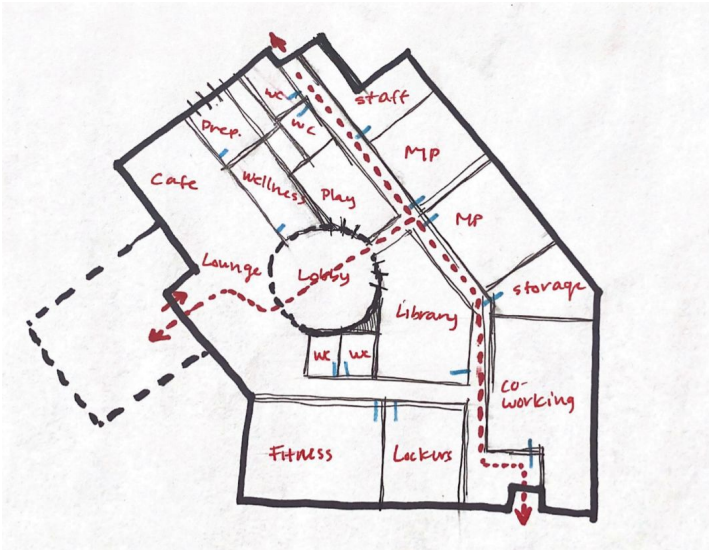 staff
wc
wc
Prep.
MP
Cafe
Wellness
Play
MP
Lounge
Lobby
storage
Library
wc
wc
co-
working
Fitness
Lockers